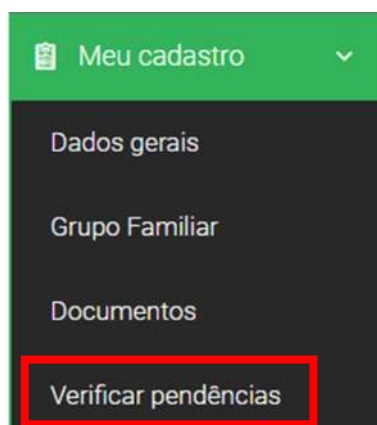 Meu cadastro
Dados gerais
Grupo Familiar
Documentos
Verificar pendências